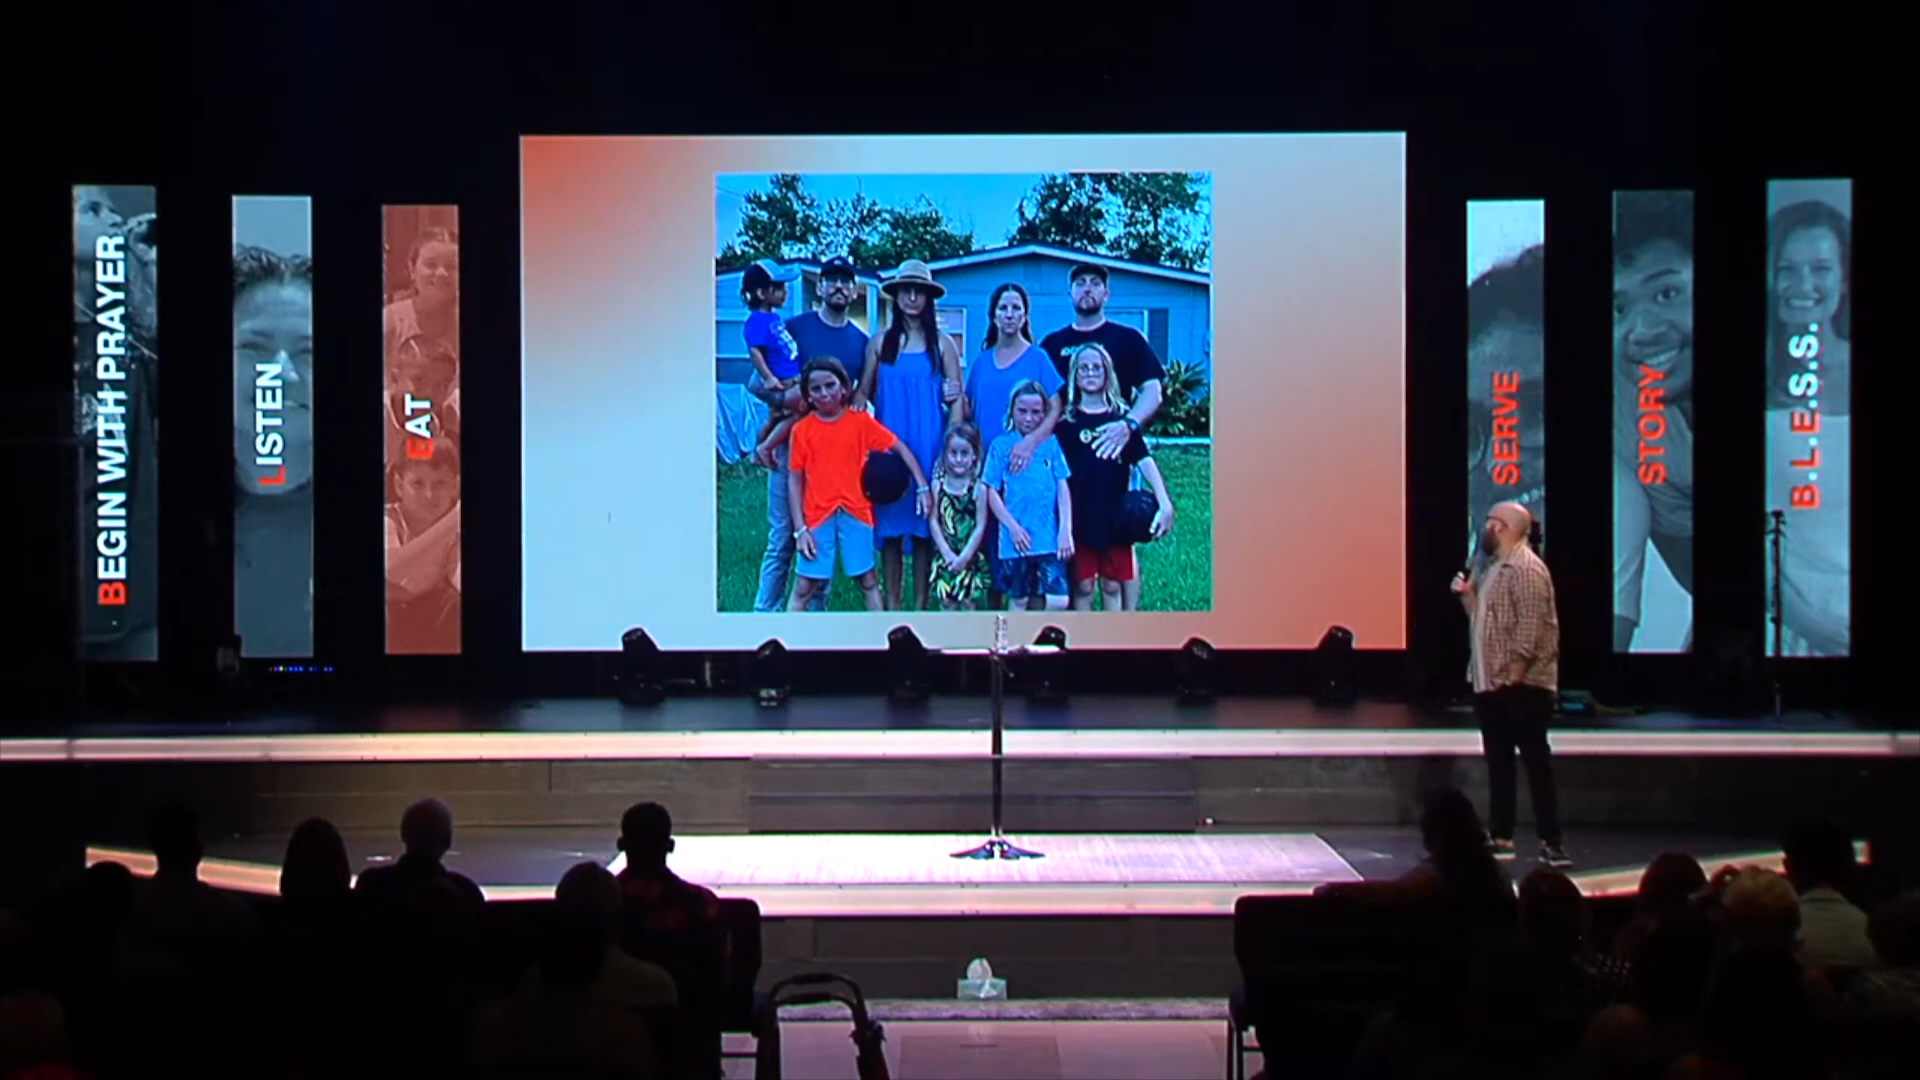 BEGIN WITH PRAYER
LISTEN
EAT
SERVE
STORY
B.L.E.S.S.